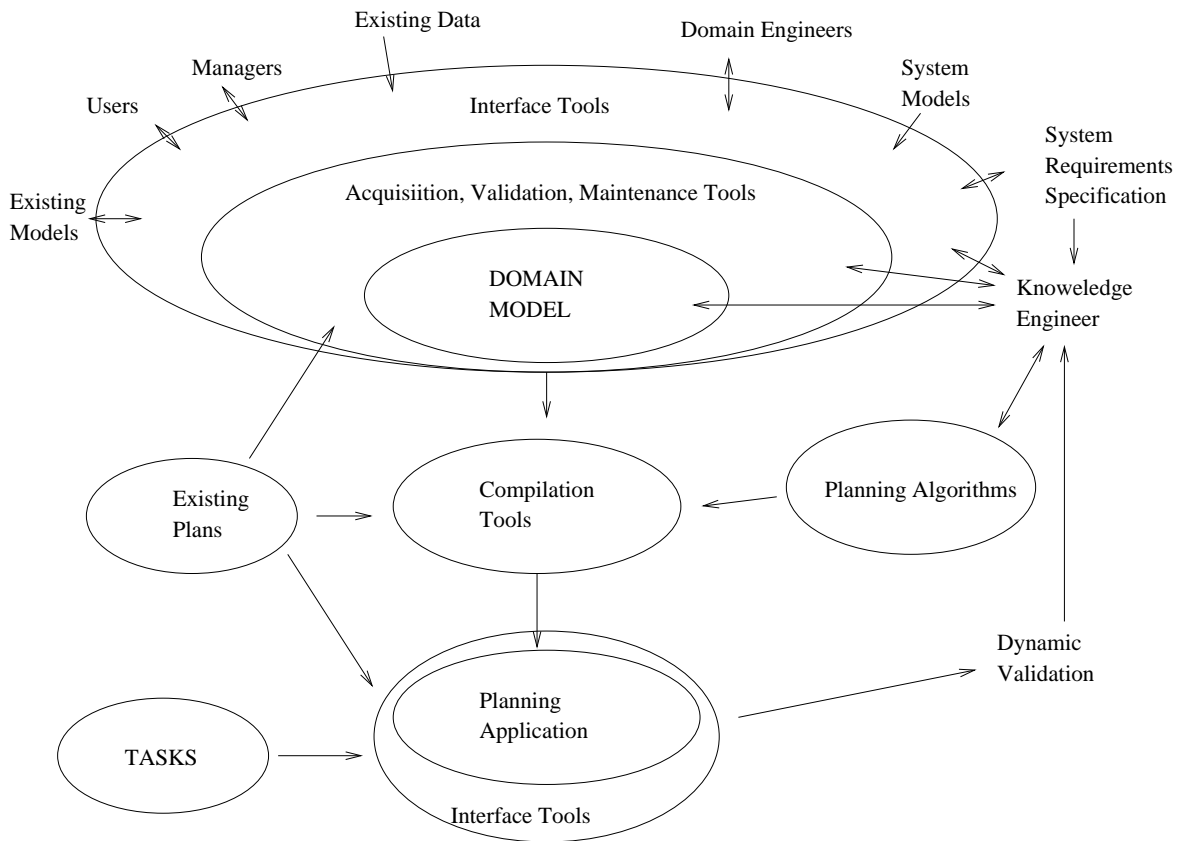 Existing Data
Domain Engineers
Managers
System
Models
Users
Interface Tools
System
Requirements
Specification
Acquisiition, Validation, Maintenance Tools
Existing
Models
DOMAIN
MODEL
Knoweledge
Engineer
Existing
Plans
Compilation
Tools
Planning Algorithms
Dynamic
Validation
Planning
Application
TASKS
Interface Tools